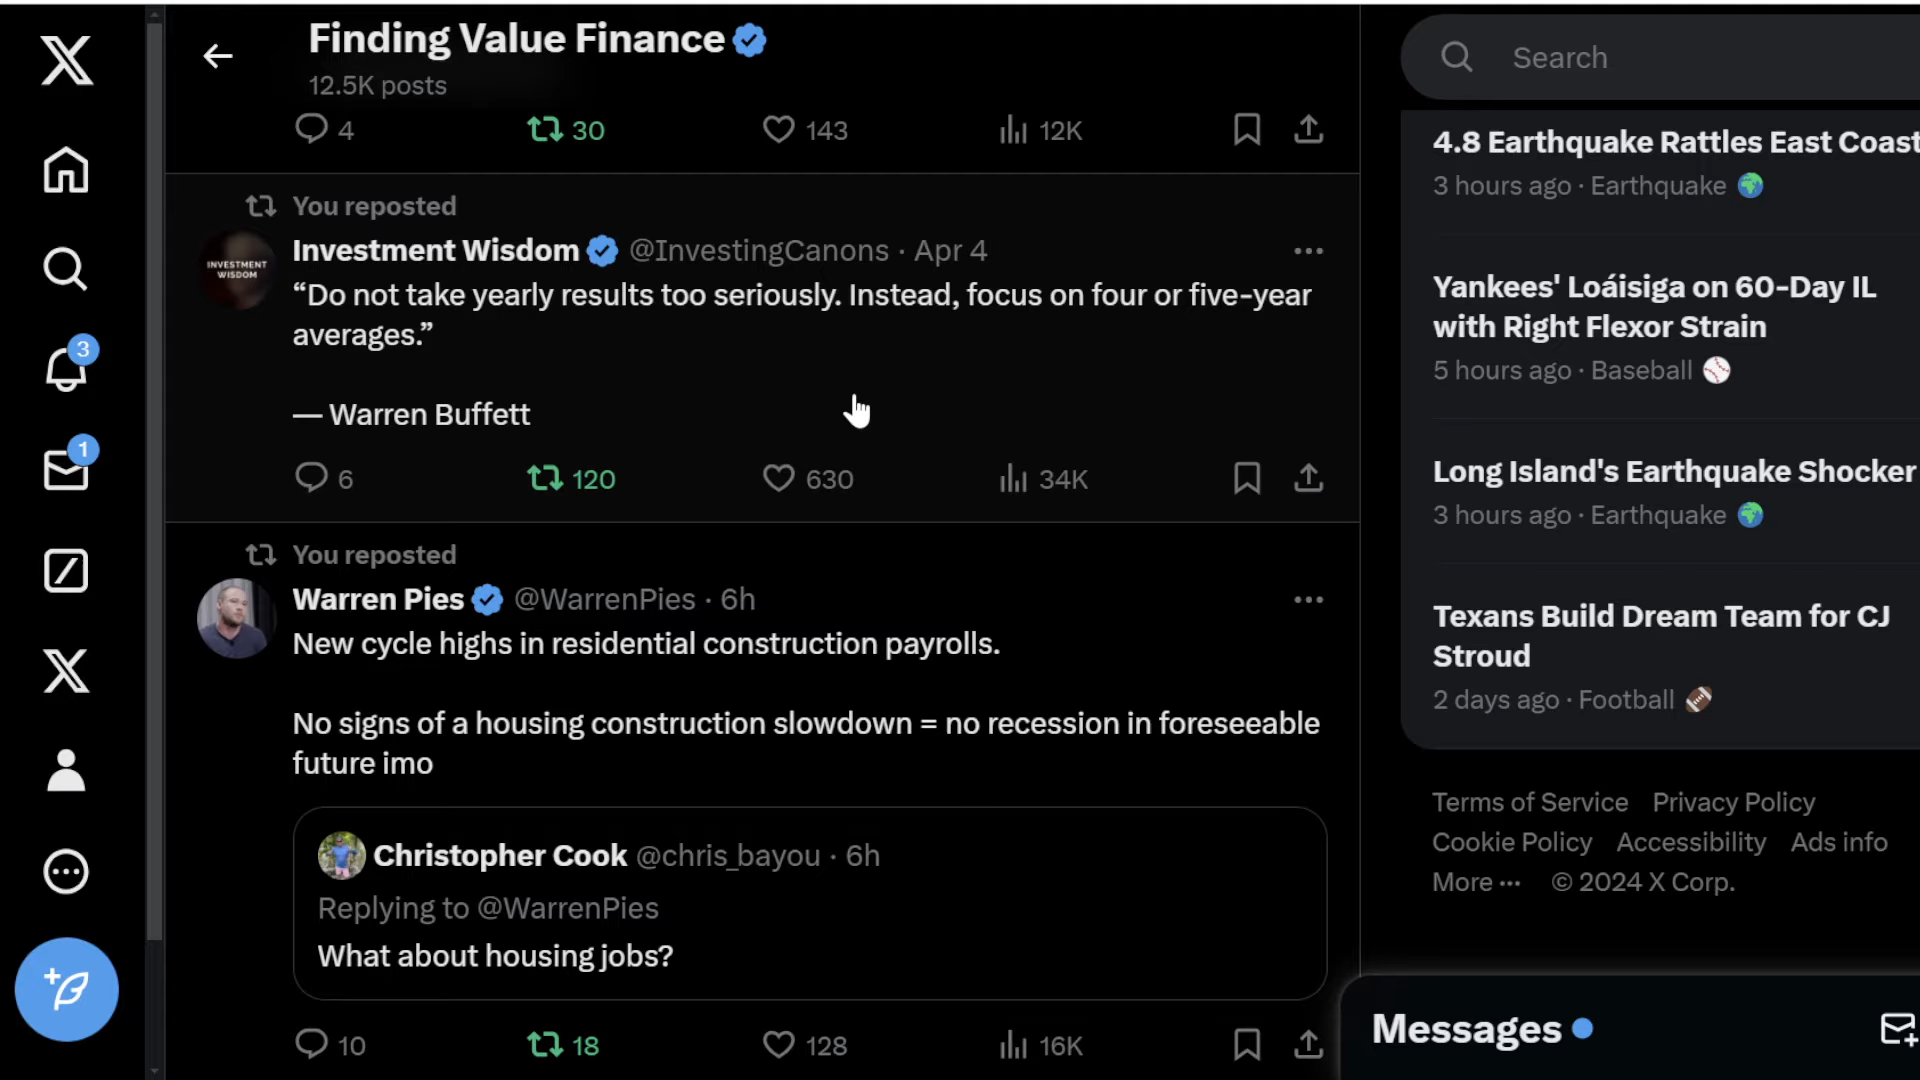 Finding Value Finance
12.5K posts
4 30 143 12K
You reposted
INVESTMENT
WISDOM
Investment Wisdom @InvestingCanons · Apr 4
“Do not take yearly results too seriously. Instead, focus on four or five-year
averages.”
— Warren Buffett
6 120 630 34K
You reposted
Warren Pies @WarrenPies · 6h
New cycle highs in residential construction payrolls.
No signs of a housing construction slowdown = no recession in foreseeable
future imo
Christopher Cook @chris_bayou · 6h
Replying to @WarrenPies
What about housing jobs?
10 18 128 16K
3
1
Search
4.8 Earthquake Rattles East Coast
3 hours ago · Earthquake
Yankees' Loáisiga on 60-Day IL
with Right Flexor Strain
5 hours ago · Baseball
Long Island's Earthquake Shocker
3 hours ago · Earthquake
Texans Build Dream Team for CJ
Stroud
2 days ago · Football
Terms of Service Privacy Policy
Cookie Policy Accessibility Ads info
More ··· © 2024 X Corp.
Messages